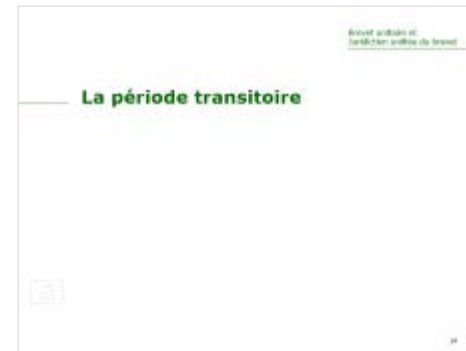 Brevet unitaire et
Juridiction unifiée du brevet
La période transitoire